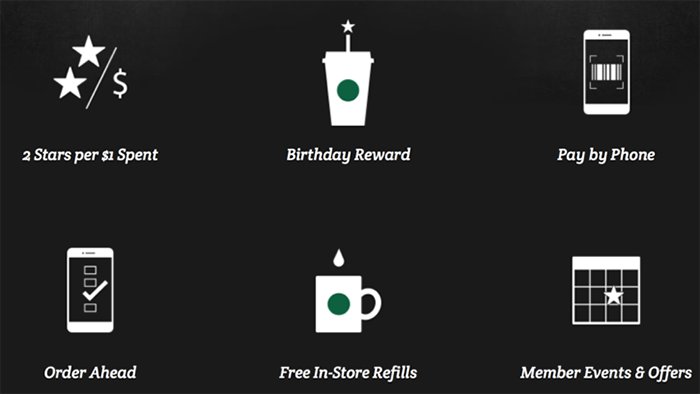 $
2 Stars per $1 Spent
Birthday Reward
Pay by Phone
Order Ahead
Free In-Store Refills
Member Events & Offers